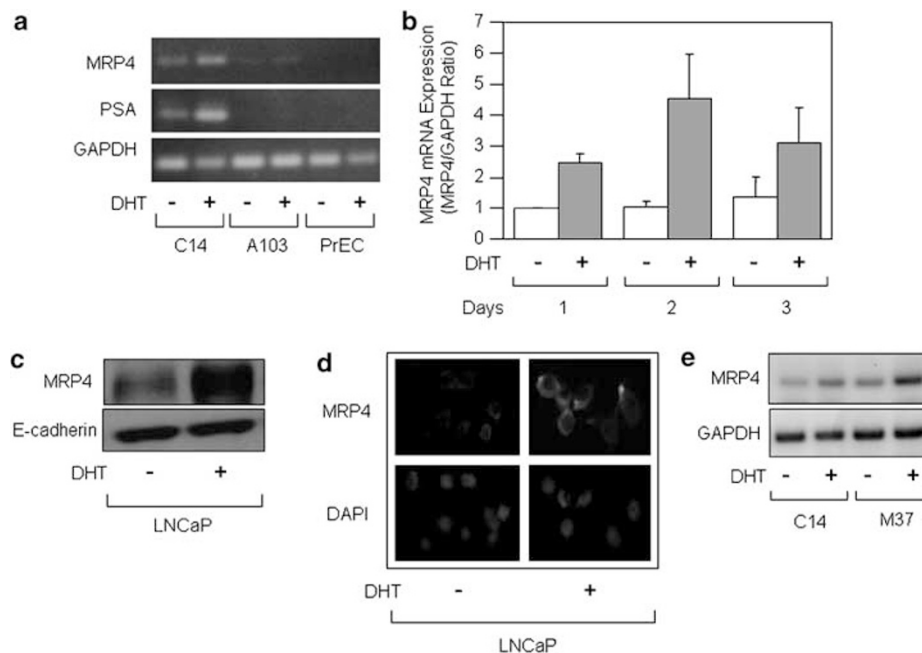 a
MRP4
PSA
GAPDH
DHT - + - + - +
C14 A103 PrEC
b
MRP4 mRNA Expression
(MRP4/GAPDH Ratio)
7
6
5
4
3
2
1
0
DHT - + - + - +
Days 1 2 3
c
MRP4
E-cadherin
DHT - +
LNCaP
d
MRP4
DAPI
DHT - +
LNCaP
e
MRP4
GAPDH
DHT - + - +
C14 M37